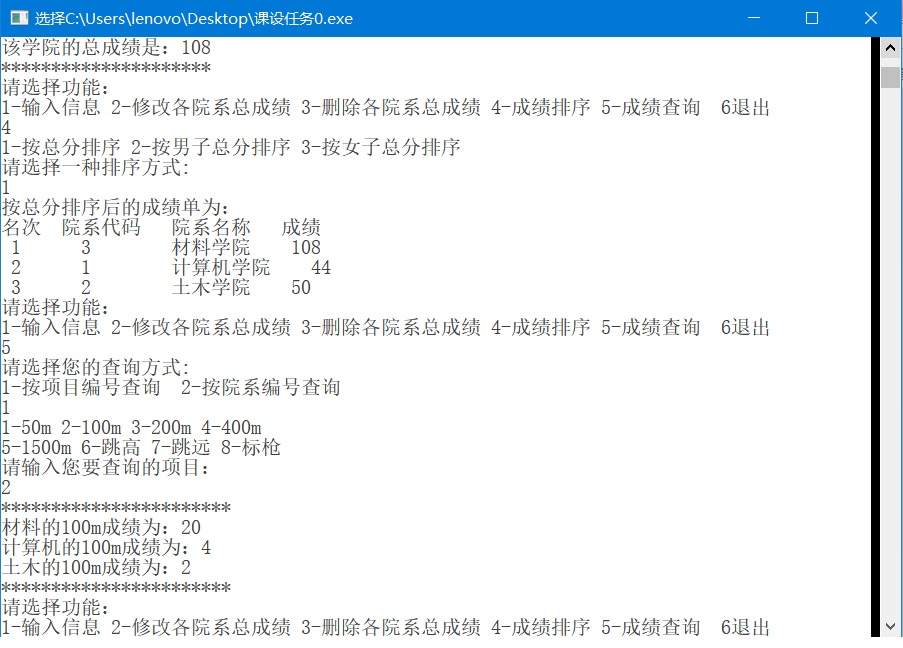 选择C:\Users\lenovo\Desktop\课设任务0.exe
该学院的总成绩是：108
*********************
请选择功能：
1-输入信息 2-修改各院系总成绩 3-删除各院系总成绩 4-成绩排序 5-成绩查询  6退出
4
1-按总分排序 2-按男子总分排序 3-按女子总分排序
请选择一种排序方式:
1
按总分排序后的成绩单为：
名次  院系代码   院系名称   成绩
 1      3        材料学院    108
 2      1        计算机学院    44
 3      2        土木学院    50
请选择功能：
1-输入信息 2-修改各院系总成绩 3-删除各院系总成绩 4-成绩排序 5-成绩查询  6退出
5
请选择您的查询方式:
1-按项目编号查询  2-按院系编号查询
1
1-50m 2-100m 3-200m 4-400m
5-1500m 6-跳高 7-跳远 8-标枪
请输入您要查询的项目：
2
***********************
材料的100m成绩为：20
计算机的100m成绩为：4
土木的100m成绩为：2
***********************
请选择功能：
1-输入信息 2-修改各院系总成绩 3-删除各院系总成绩 4-成绩排序 5-成绩查询  6退出